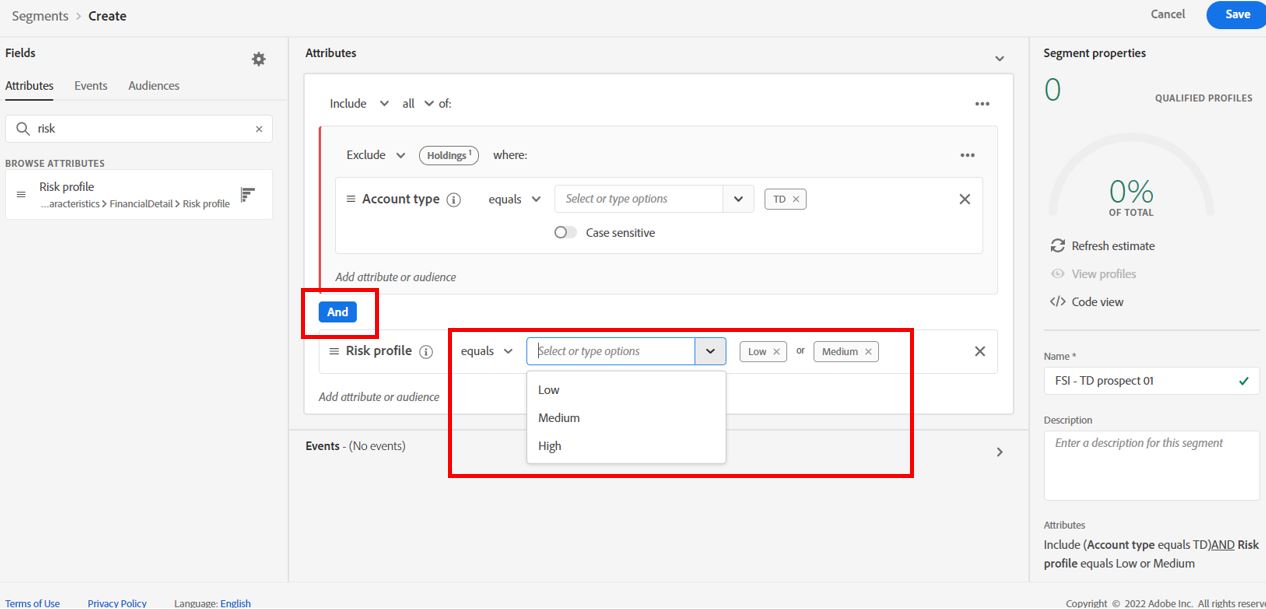 Segments > Create
Cancel
Save
Fields
Attributes Events Audiences
risk
BROWSE ATTRIBUTES
Risk profile
...aracteristics > FinancialDetail > Risk profile
Attributes
Include all of:
Exclude Holdings 1 where:
Account type equals Select or type options TD
Case sensitive
Add attribute or audience
And
Risk profile equals Select or type options Low or Medium
Low
Medium
High
Add attribute or audience
Events - (No events)
Segment properties
0
QUALIFIED PROFILES
0%
OF TOTAL
Refresh estimate
View profiles
</> Code view
Name *
FSI - TD prospect 01
Description
Enter a description for this segment
Attributes
Include (Account type equals TD)AND Risk
profile equals Low or Medium
Terms of Use Privacy Policy Language: English
Copyright © 2022 Adobe Inc. All rights reserve